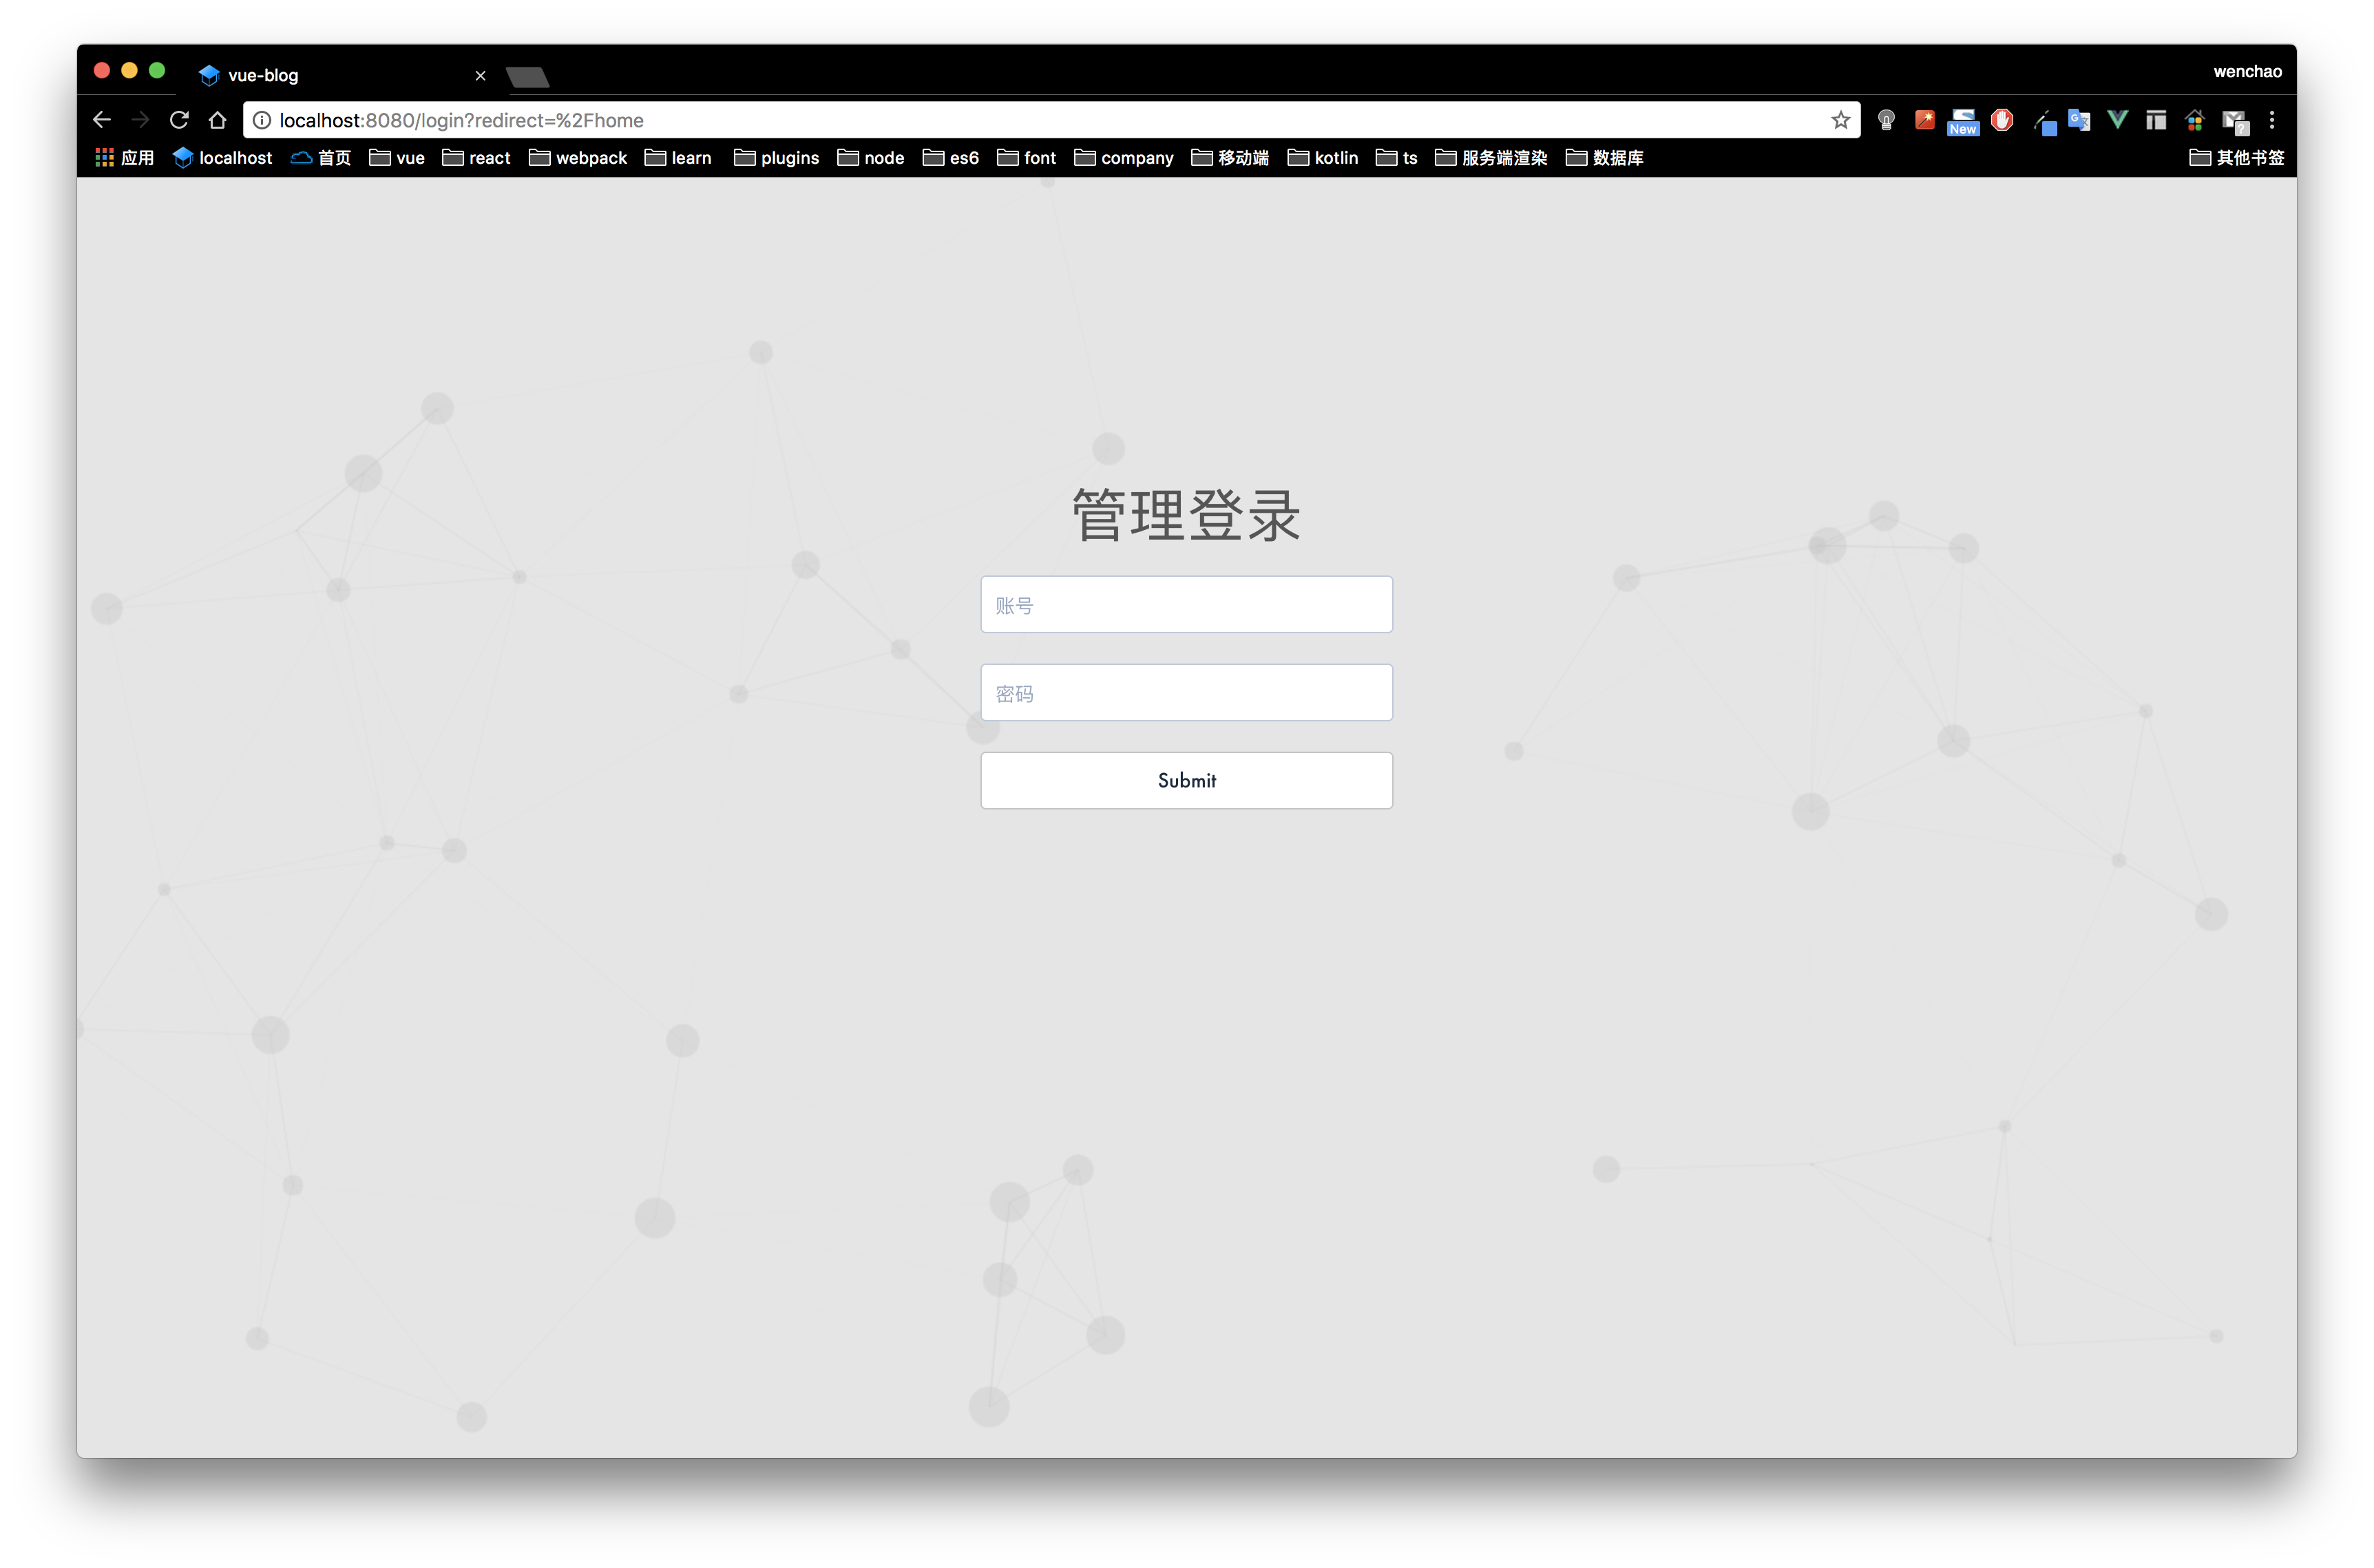 vue-blog
wenchao
localhost:8080/login?redirect=%2Fhome
New
应用 localhost 首页 vue react webpack learn plugins node es6 font company 移动端 kotlin ts 服务端渲染 数据库 其他书签
管理登录
账号
密码
Submit